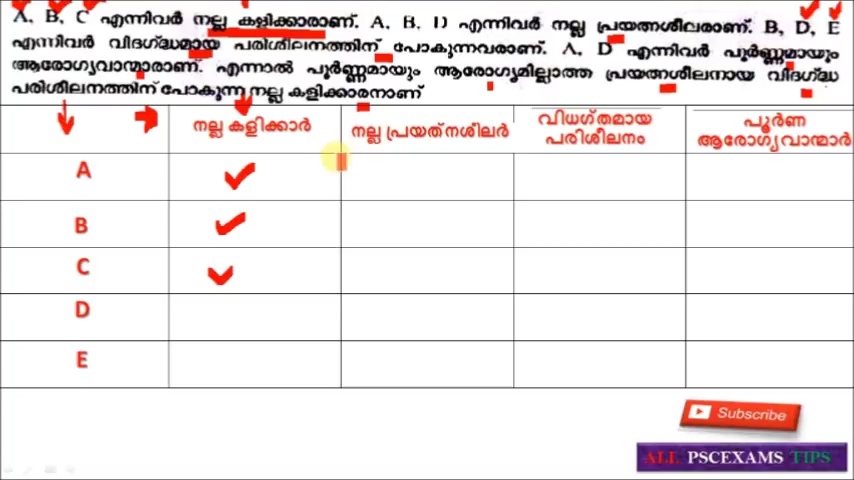 A, B, C എന്നിവർ നല്ല കളിക്കാരാണ്. A, B, D എന്നിവർ നല്ല പ്രയത്നശീലരാണ്. B, D, E
എന്നിവർ വിദഗ്ദ്ധമായ പരിശീലനത്തിന് പോകുന്നവരാണ്. A, D എന്നിവർ പൂർണ്ണമായും
ആരോഗ്യവാന്മാരാണ്. എന്നാൽ പൂർണ്ണമായും ആരോഗ്യമില്ലാത്ത പ്രയത്നശീലനായ വിദഗ്ദ്ധ
പരിശീലനത്തിന് പോകുന്ന നല്ല കളിക്കാരനാണ്
നല്ല കളിക്കാർ നല്ല പ്രയത്നശീലർ വിധഗ്തമായ പരിശീലനം പൂർണ ആരോഗ്യവാന്മാർ
A
B
C
D
E
Subscribe
ALL PSCEXAMS TIPS